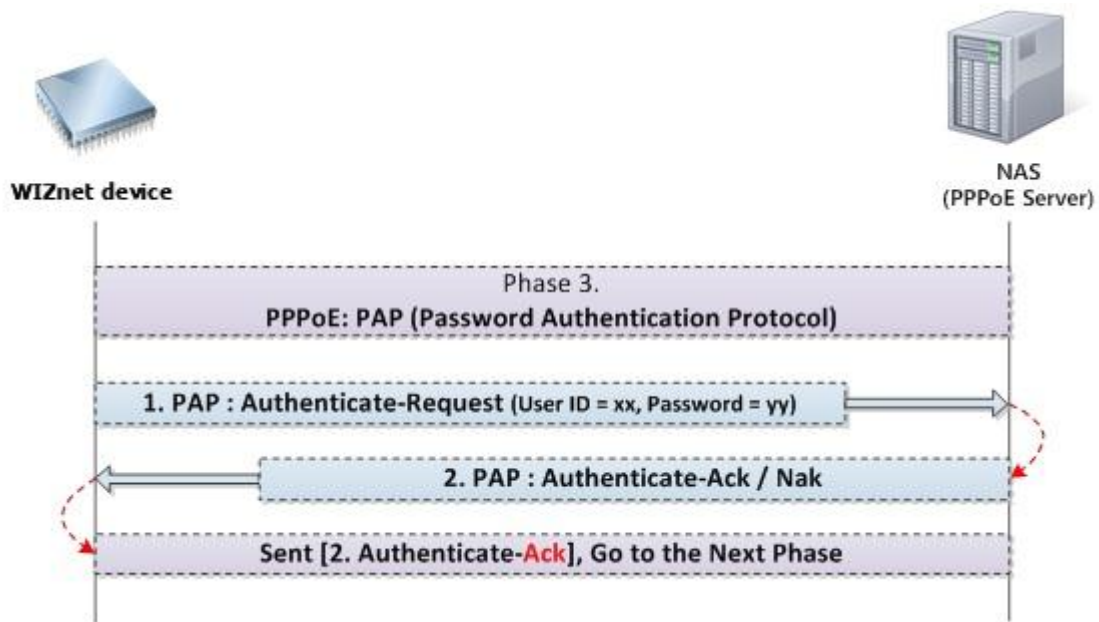 WIZnet device
NAS
(PPPoE Server)
Phase 3.
PPPoE: PAP (Password Authentication Protocol)
1. PAP : Authenticate-Request (User ID = xx, Password = yy)
2. PAP : Authenticate-Ack / Nak
Sent [2. Authenticate-Ack], Go to the Next Phase